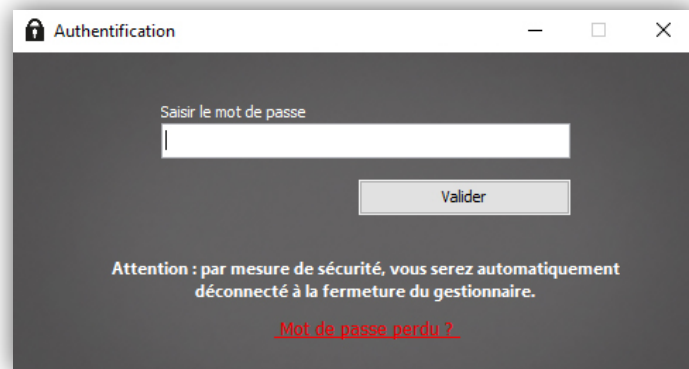 Authentification
Saisir le mot de passe
Valider
Attention : par mesure de sécurité, vous serez automatiquement
déconnecté à la fermeture du gestionnaire.
Mot de passe perdu ?